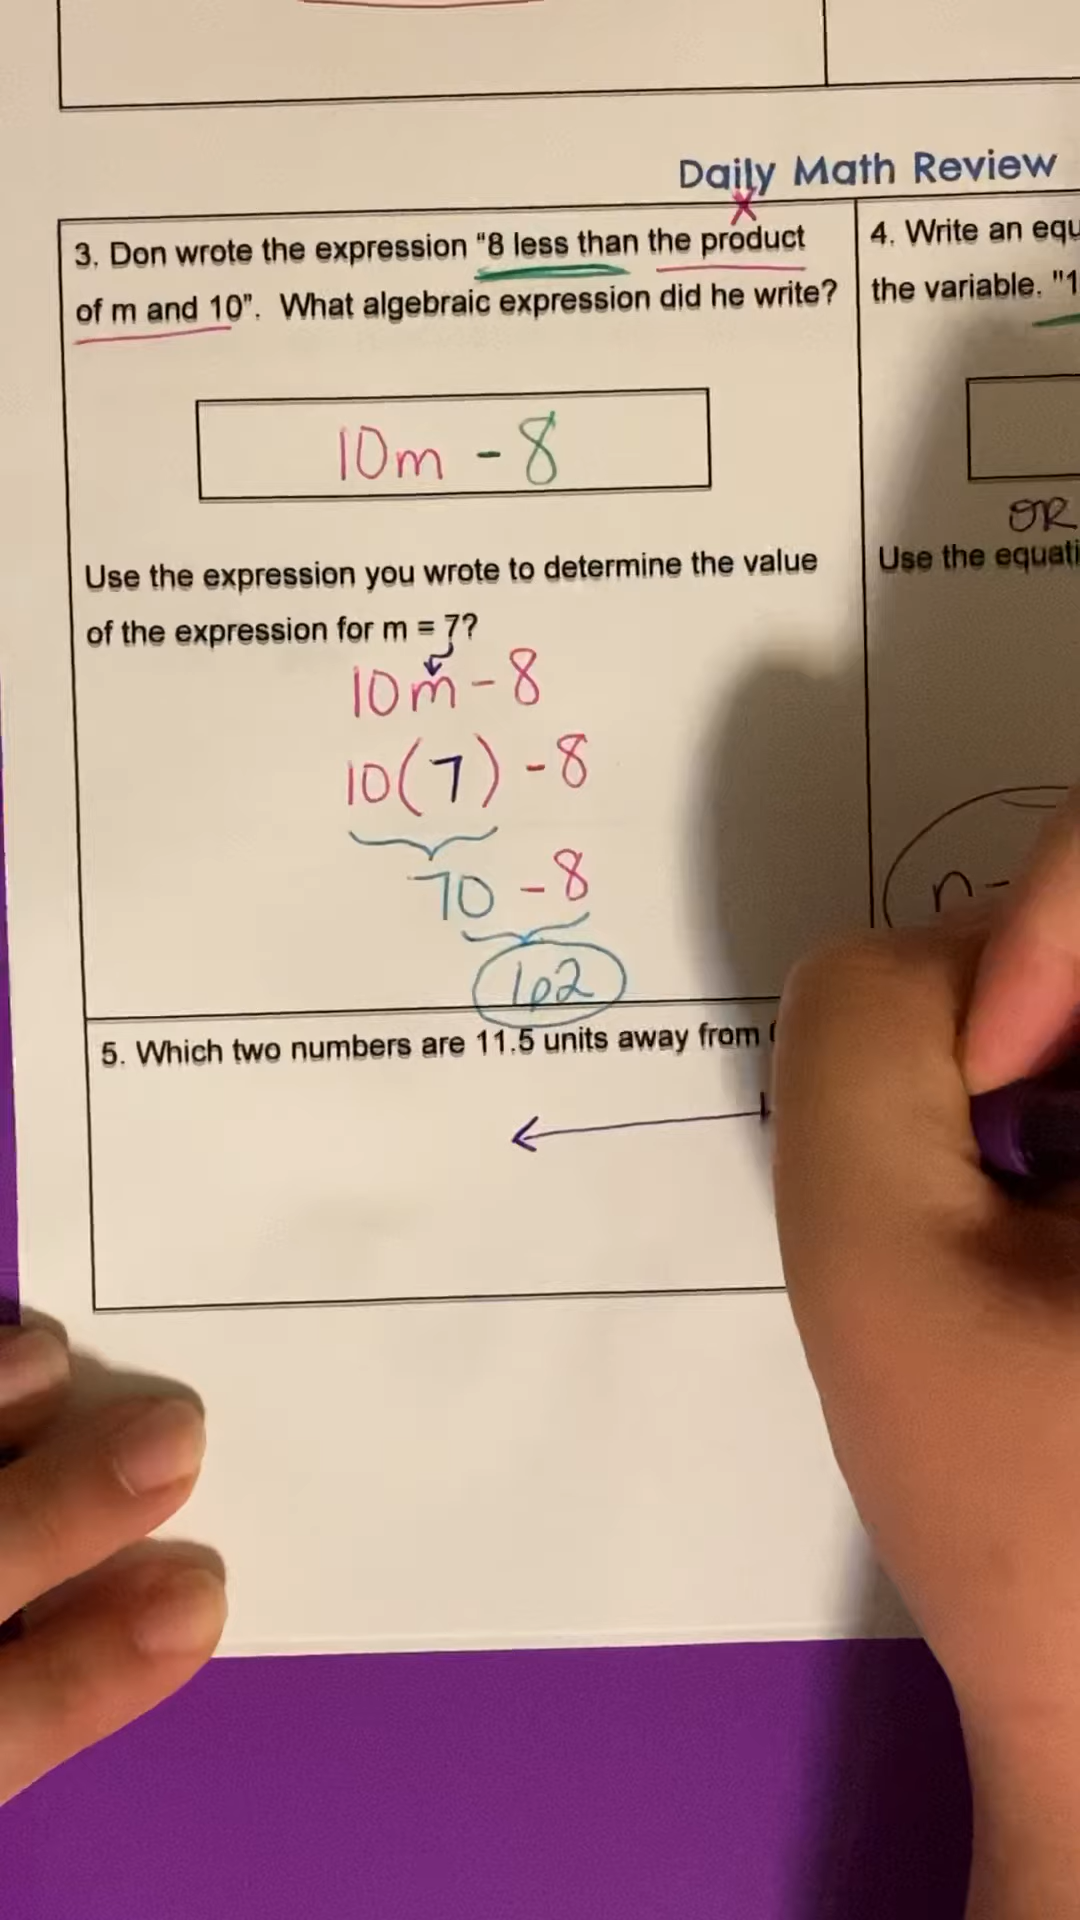 Daily Math Review
x
3. Don wrote the expression "8 less than the product
of m and 10". What algebraic expression did he write?
10m - 8
Use the expression you wrote to determine the value
of the expression for m = 7?
10m - 8
10(7) - 8
70 - 8
62
4. Write an equ
the variable. "1
OR
Use the equati
n -
5. Which two numbers are 11.5 units away from